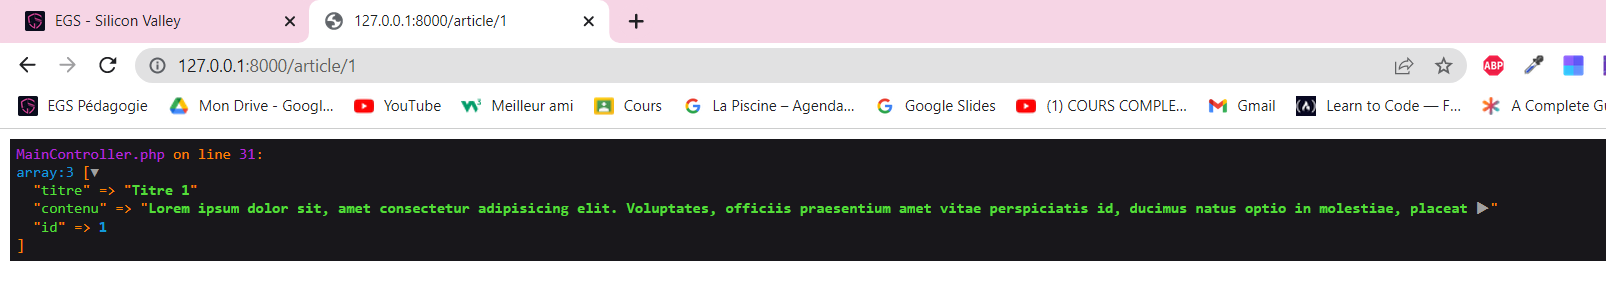 EGS - Silicon Valley
127.0.0.1:8000/article/1
127.0.0.1:8000/article/1
ABP
EGS Pédagogie
Mon Drive - Googl...
YouTube
Meilleur ami
Cours
La Piscine – Agenda...
Google Slides
(1) COURS COMPLE...
Gmail
Learn to Code — F...
A Complete Gu
MainController.php on line 31:
array:3 [▼
"titre" => "Titre 1"
"contenu" => "Lorem ipsum dolor sit, amet consectetur adipisicing elit. Voluptates, officiis praesentium amet vitae perspiciatis id, ducimus natus optio in molestiae, placeat ▶"
"id" => 1
]